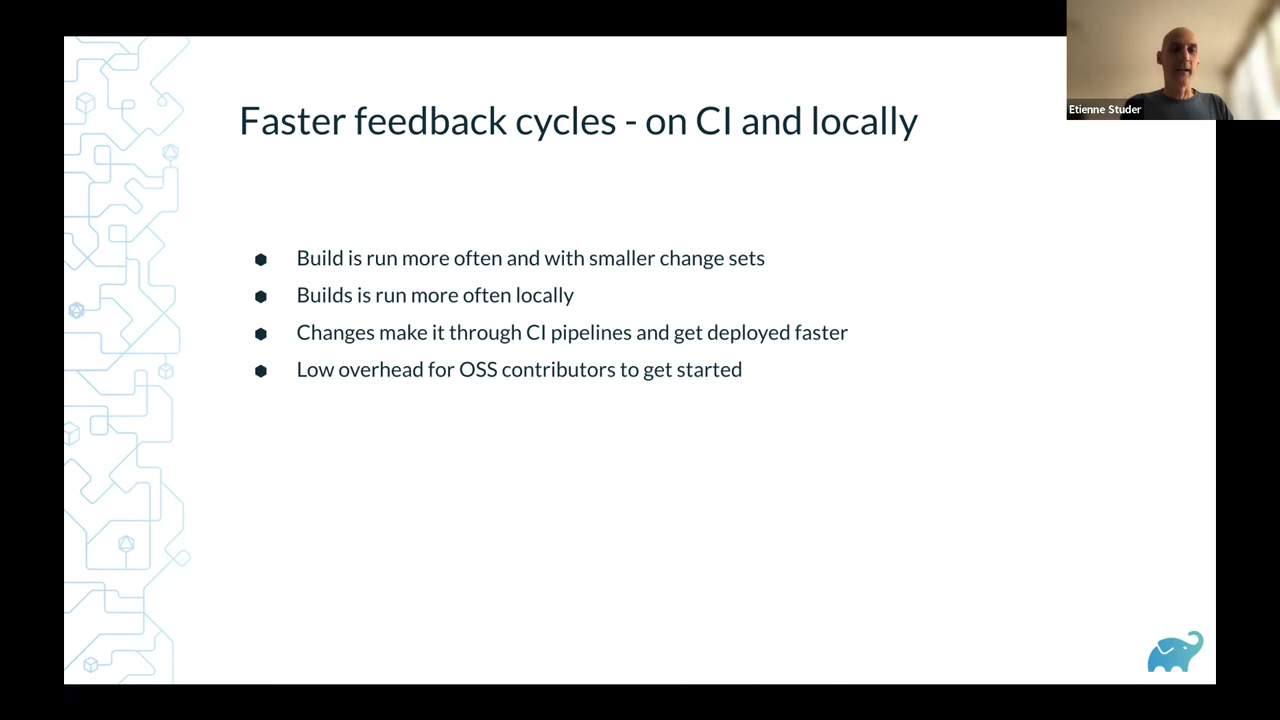 Faster feedback cycles - on CI and locally
Build is run more often and with smaller change sets
Builds is run more often locally
Changes make it through CI pipelines and get deployed faster
Low overhead for OSS contributors to get started
Etienne Studer